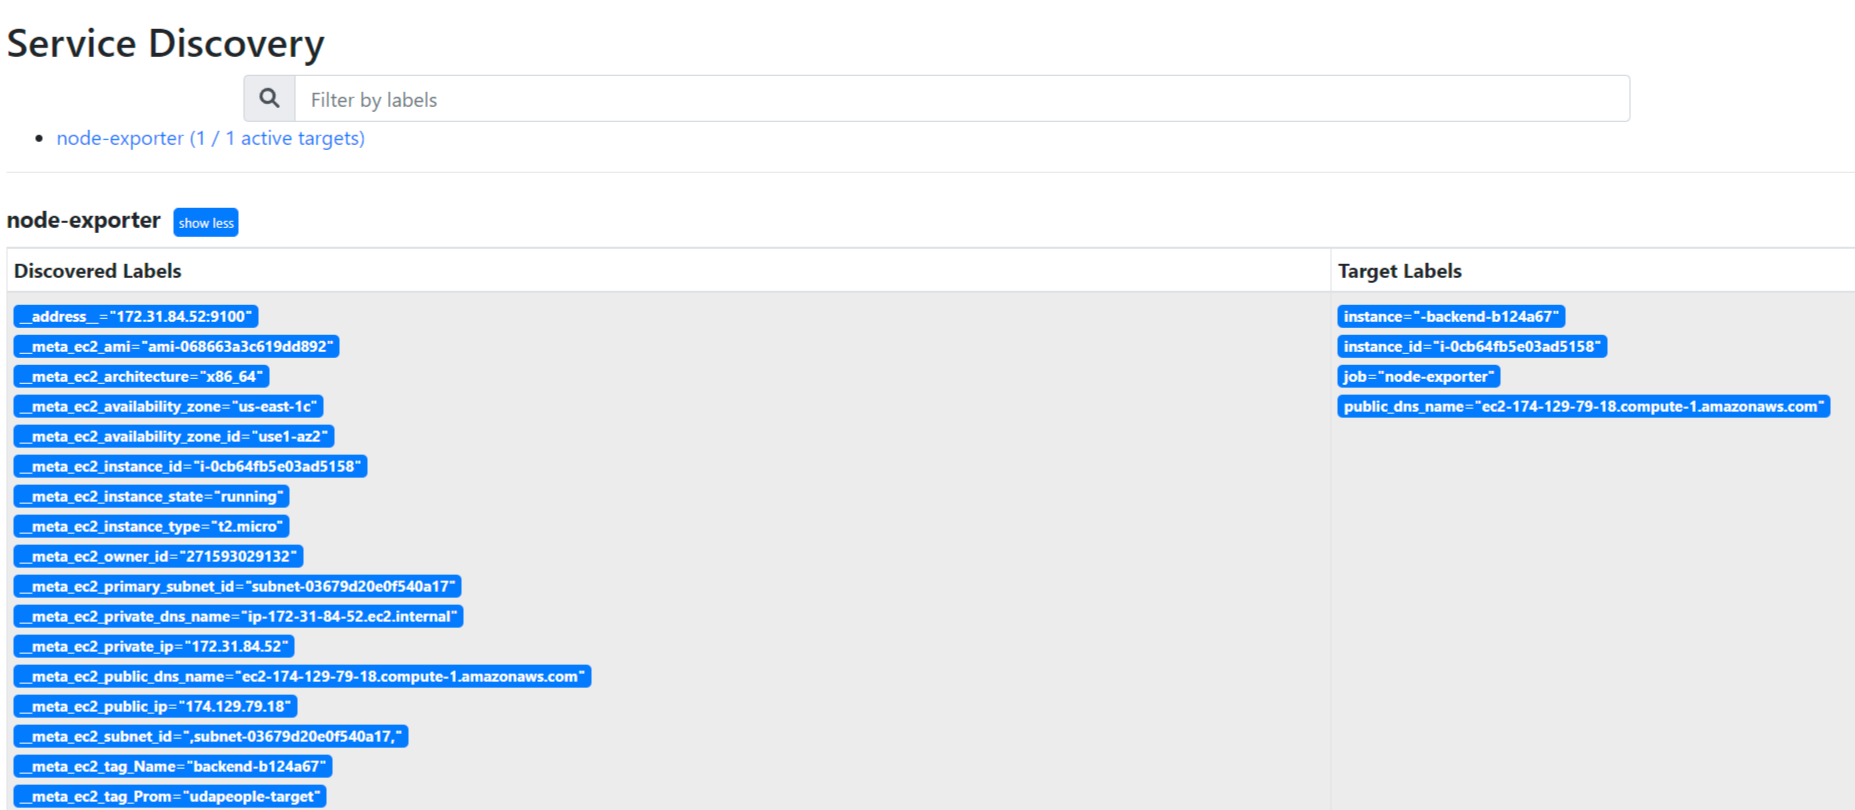 Service Discovery
Filter by labels
node-exporter (1 / 1 active targets)
node-exporter show less
Discovered Labels
Target Labels
__address__="172.31.84.52:9100"
__meta_ec2_ami="ami-068663a3c619dd892"
__meta_ec2_architecture="x86_64"
__meta_ec2_availability_zone="us-east-1c"
__meta_ec2_availability_zone_id="use1-az2"
__meta_ec2_instance_id="i-0cb64fb5e03ad5158"
__meta_ec2_instance_state="running"
__meta_ec2_instance_type="t2.micro"
__meta_ec2_owner_id="271593029132"
__meta_ec2_primary_subnet_id="subnet-03679d20e0f540a17"
__meta_ec2_private_dns_name="ip-172-31-84-52.ec2.internal"
__meta_ec2_private_ip="172.31.84.52"
__meta_ec2_public_dns_name="ec2-174-129-79-18.compute-1.amazonaws.com"
__meta_ec2_public_ip="174.129.79.18"
__meta_ec2_subnet_id=",subnet-03679d20e0f540a17,"
__meta_ec2_tag_Name="backend-b124a67"
__meta_ec2_tag_Prom="udapeople-target"
instance="-backend-b124a67"
instance_id="i-0cb64fb5e03ad5158"
job="node-exporter"
public_dns_name="ec2-174-129-79-18.compute-1.amazonaws.com"